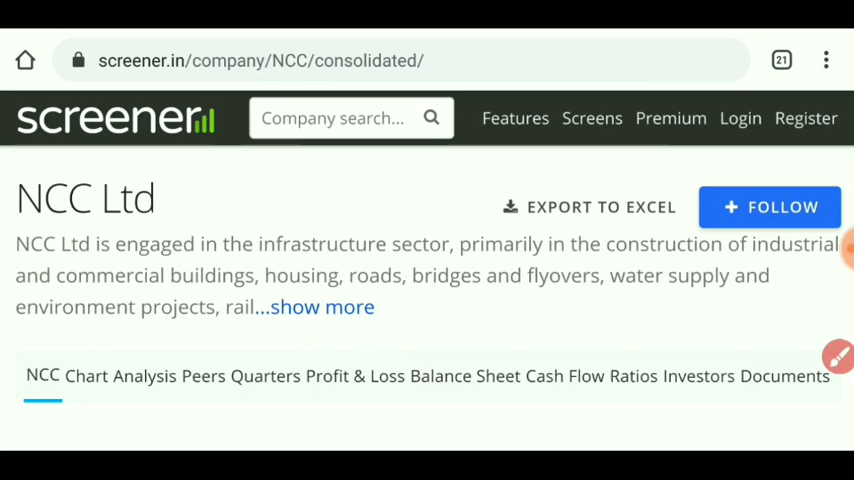 screener.in/company/NCC/consolidated/ 21
screener Company search... Features Screens Premium Login Register
NCC Ltd EXPORT TO EXCEL + FOLLOW
NCC Ltd is engaged in the infrastructure sector, primarily in the construction of industrial
and commercial buildings, housing, roads, bridges and flyovers, water supply and
environment projects, rail...show more
NCC Chart Analysis Peers Quarters Profit & Loss Balance Sheet Cash Flow Ratios Investors Documents